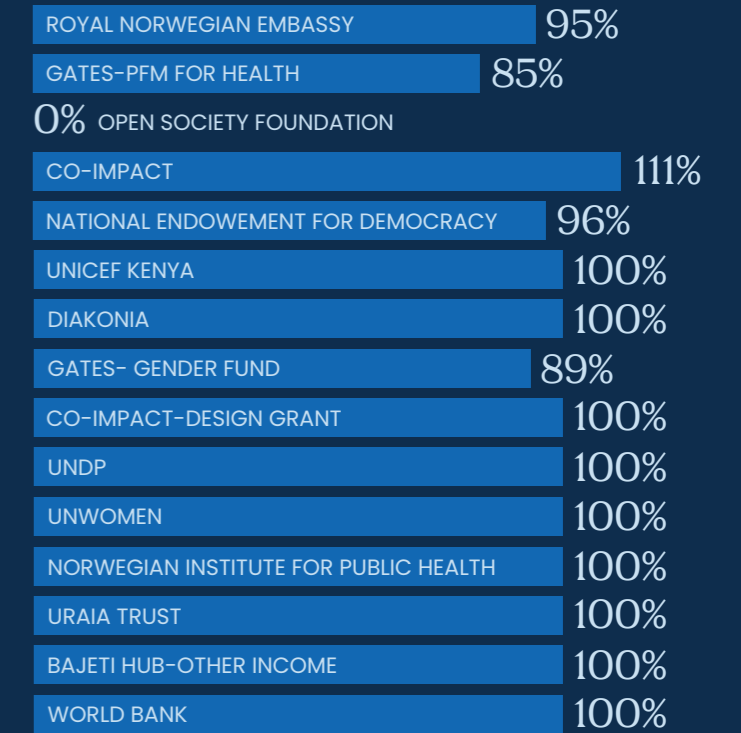 ROYAL NORWEGIAN EMBASSY 95%
GATES-PFM FOR HEALTH 85%
0% OPEN SOCIETY FOUNDATION
CO-IMPACT 111%
NATIONAL ENDOWEMENT FOR DEMOCRACY 96%
UNICEF KENYA 100%
DIAKONIA 100%
GATES- GENDER FUND 89%
CO-IMPACT-DESIGN GRANT 100%
UNDP 100%
UNWOMEN 100%
NORWEGIAN INSTITUTE FOR PUBLIC HEALTH 100%
URAIA TRUST 100%
BAJETI HUB-OTHER INCOME 100%
WORLD BANK 100%